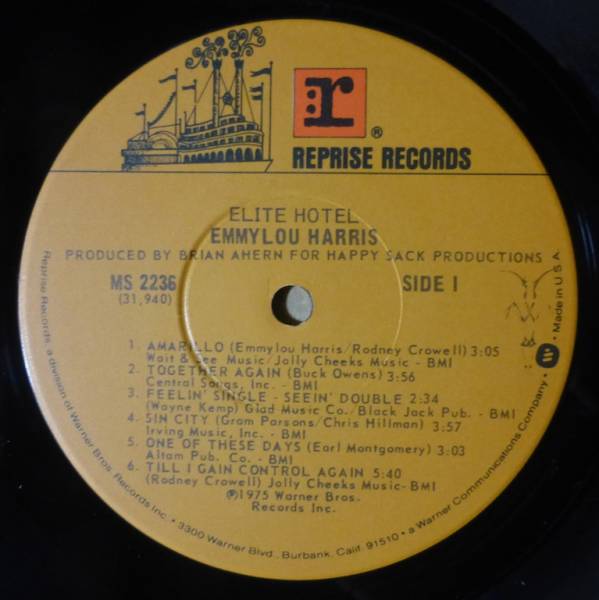 r ®
REPRISE RECORDS
ELITE HOTEL
EMMYLOU HARRIS
PRODUCED BY BRIAN AHERN FOR HAPPY SACK PRODUCTIONS
MS 2236 SIDE 1
(31,940)
1. AMARILLO (Emmylou Harris/Rodney Crowell) 3:05
Wait & See Music/Jolly Cheeks Music - BMI
2. TOGETHER AGAIN (Buck Owens) 3:56
Central Songs, Inc. - BMI
3. FEELIN' SINGLE - SEEIN' DOUBLE 2:34
(Wayne Kemp) Glad Music Co./Black Jack Pub. - BMI
4. SIN CITY (Gram Parsons/Chris Hillman) 3:57
Irving Music, Inc. - BMI
5. ONE OF THESE DAYS (Earl Montgomery) 3:03
Altam Pub. Co. - BMI
6. TILL I GAIN CONTROL AGAIN 5:40
(Rodney Crowell) Jolly Cheeks Music-BMI
℗1975 Warner Bros.
Records Inc.
Reprise Records, a division of Warner Bros. Records Inc. • 3300 Warner Blvd., Burbank, Calif. 91510 • a Warner Communications Company • W • Made in U.S.A.